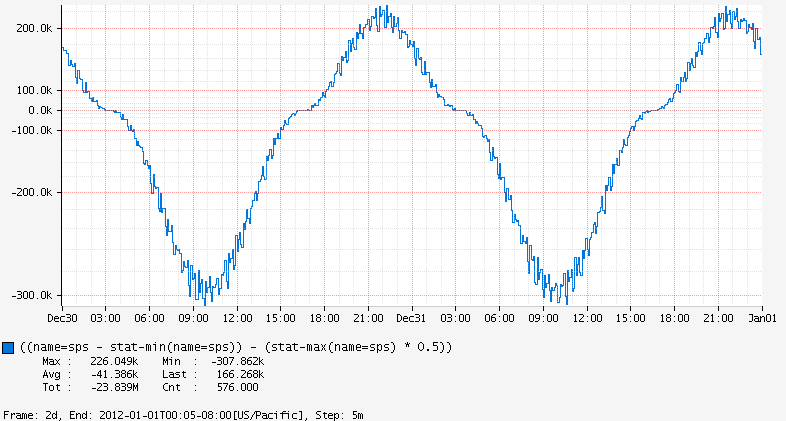 200.0k
100.0k
0.0k
-100.0k
-200.0k
-300.0k
Dec30 03:00 06:00 09:00 12:00 15:00 18:00 21:00 Dec31 03:00 06:00 09:00 12:00 15:00 18:00 21:00 Jan01
((name=sps - stat-min(name=sps)) - (stat-max(name=sps) * 0.5))
Max : 226.049k Min : -307.862k
Avg : -41.386k Last : 166.268k
Tot : -23.839M Cnt : 576.000
Frame: 2d, End: 2012-01-01T00:05-08:00[US/Pacific], Step: 5m